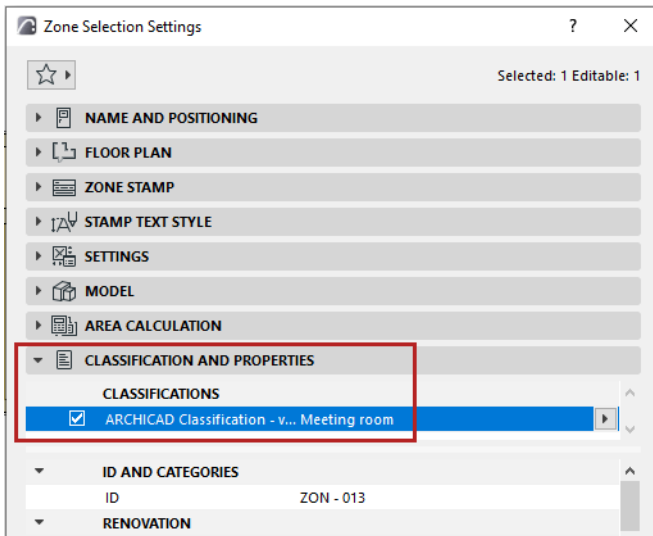 Zone Selection Settings ? ×
Selected: 1 Editable: 1
NAME AND POSITIONING
FLOOR PLAN
ZONE STAMP
STAMP TEXT STYLE
SETTINGS
MODEL
AREA CALCULATION
CLASSIFICATION AND PROPERTIES
CLASSIFICATIONS
ARCHICAD Classification - v... Meeting room
ID AND CATEGORIES
ID ZON - 013
RENOVATION